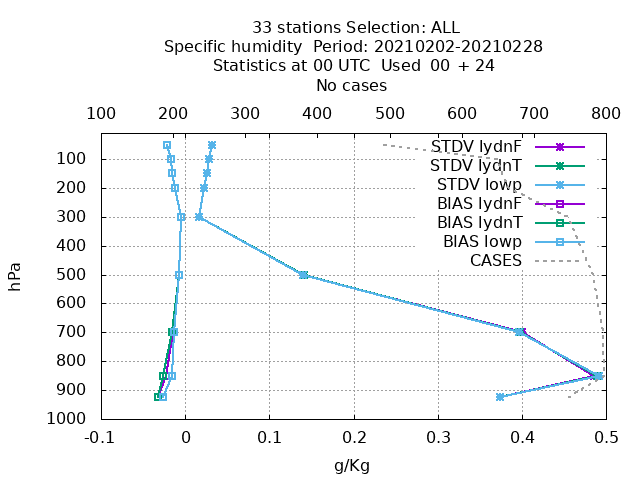 33 stations Selection: ALL
Specific humidity  Period: 20210202-20210228
Statistics at 00 UTC  Used  00 + 24
No cases
100 200 300 400 500 600 700 800
STDV lydnF
STDV lydnT
STDV lowp
BIAS lydnF
BIAS lydnT
BIAS lowp
CASES
100
200
300
400
500
600
700
800
900
1000
hPa
-0.1 0 0.1 0.2 0.3 0.4 0.5
g/Kg